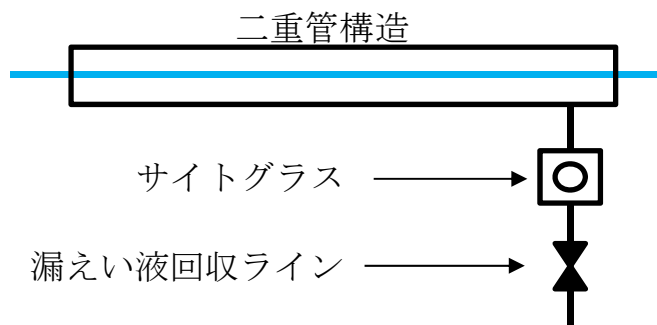 二重管構造
サイトグラス
漏えい液回収ライン